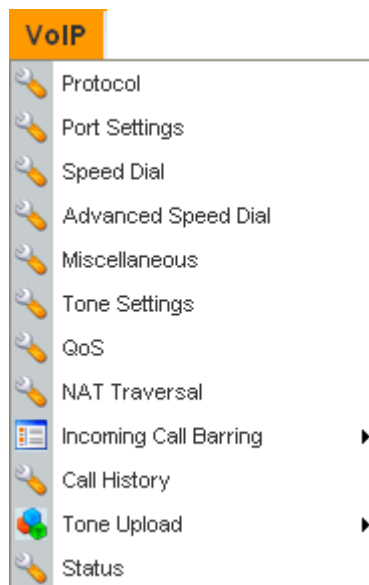 VoIP
Protocol
Port Settings
Speed Dial
Advanced Speed Dial
Miscellaneous
Tone Settings
QoS
NAT Traversal
Incoming Call Barring
Call History
Tone Upload
Status